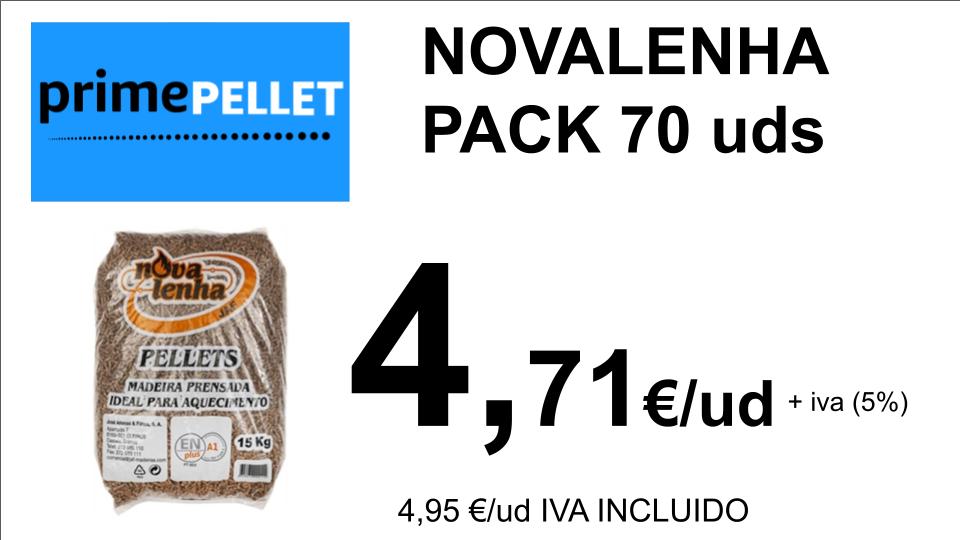 primePELLET
NOVALENHA
PACK 70 uds
nova
lenha
J&F
PELLETS
MADEIRA PRENSADA
IDEAL PARA AQUECIMENTO
15 Kg
EN
plus
A1
4,71€/ud + iva (5%)
4,95 €/ud IVA INCLUIDO